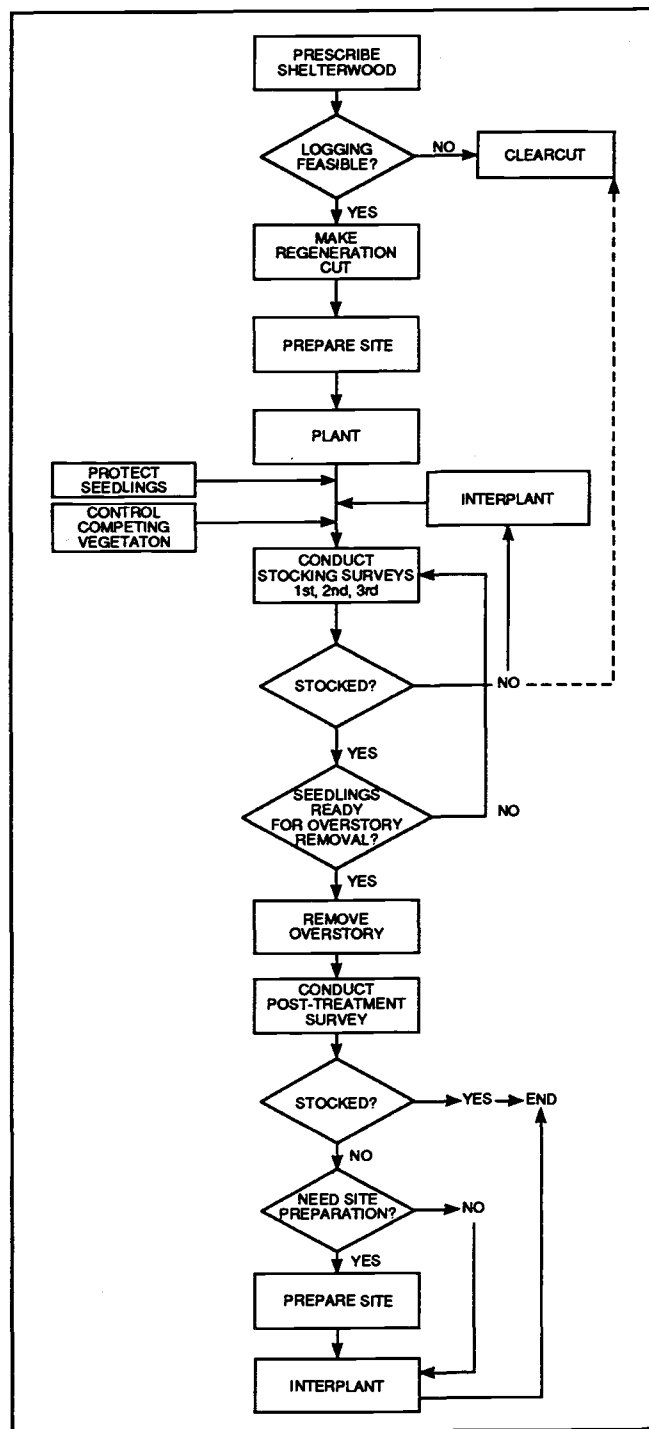 PRESCRIBE
SHELTERWOOD
LOGGING
FEASIBLE?
NO
CLEARCUT
YES
MAKE
REGENERATION
CUT
PREPARE SITE
PLANT
PROTECT
SEEDLINGS
INTERPLANT
CONTROL
COMPETING
VEGETATON
CONDUCT
STOCKING SURVEYS
1st, 2nd, 3rd
STOCKED?
NO
YES
SEEDLINGS
READY
FOR OVERSTORY
REMOVAL?
NO
YES
REMOVE
OVERSTORY
CONDUCT
POST-TREATMENT
SURVEY
STOCKED?
YES
END
NO
NEED SITE
PREPARATION?
NO
YES
PREPARE SITE
INTERPLANT